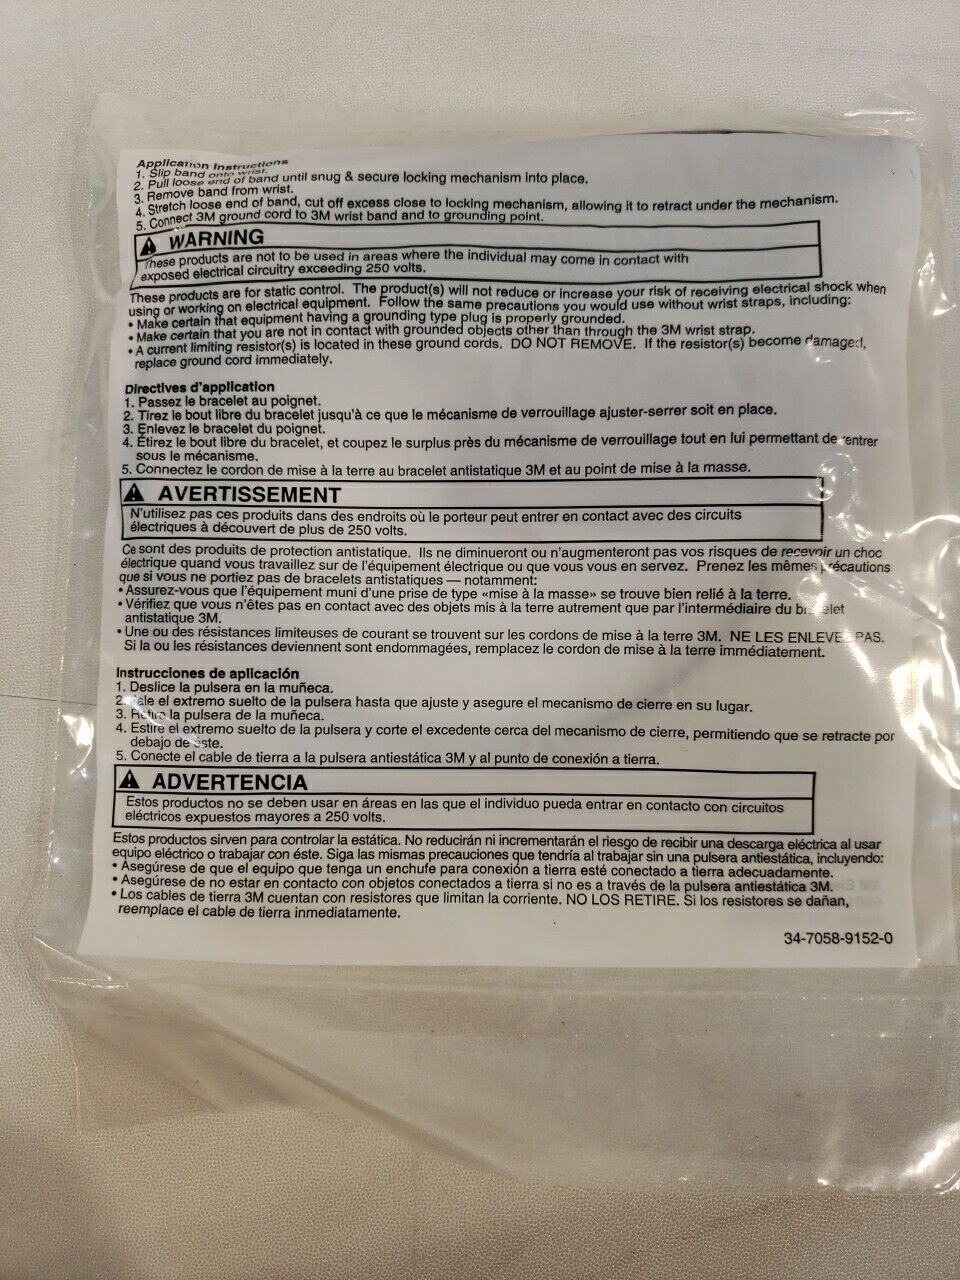 Application Instructions
1. Slip band onto wrist.
2. Pull loose end of band until snug & secure locking mechanism into place.
3. Remove band from wrist.
4. Stretch loose end of band, cut off excess close to locking mechanism, allowing it to retract under the mechanism.
5. Connect 3M ground cord to 3M wrist band and to grounding point.
WARNING
These products are not to be used in areas where the individual may come in contact with
exposed electrical circuitry exceeding 250 volts.
These products are for static control. The product(s) will not reduce or increase your risk of receiving electrical shock when
using or working on electrical equipment. Follow the same precautions you would use without wrist straps, including:
• Make certain that equipment having a grounding type plug is properly grounded.
• Make certain that you are not in contact with grounded objects other than through the 3M wrist strap.
• A current limiting resistor(s) is located in these ground cords. DO NOT REMOVE. If the resistor(s) become damaged,
replace ground cord immediately.
Directives d'application
1. Passez le bracelet au poignet.
2. Tirez le bout libre du bracelet jusqu'à ce que le mécanisme de verrouillage ajuster-serrer soit en place.
3. Enlevez le bracelet du poignet.
4. Étirez le bout libre du bracelet, et coupez le surplus près du mécanisme de verrouillage tout en lui permettant de rentrer
sous le mécanisme.
5. Connectez le cordon de mise à la terre au bracelet antistatique 3M et au point de mise à la masse.
AVERTISSEMENT
N'utilisez pas ces produits dans des endroits où le porteur peut entrer en contact avec des circuits
électriques à découvert de plus de 250 volts.
Ce sont des produits de protection antistatique. Ils ne diminueront ou n'augmenteront pas vos risques de recevoir un choc
électrique quand vous travaillez sur de l'équipement électrique ou que vous vous en servez. Prenez les mêmes précautions
que si vous ne portiez pas de bracelets antistatiques — notamment:
• Assurez-vous que l'équipement muni d'une prise de type «mise à la masse» se trouve bien relié à la terre.
• Vérifiez que vous n'êtes pas en contact avec des objets mis à la terre autrement que par l'intermédiaire du bracelet
antistatique 3M.
• Une ou des résistances limiteuses de courant se trouvent sur les cordons de mise à la terre 3M. NE LES ENLEVEZ PAS.
Si la ou les résistances deviennent sont endommagées, remplacez le cordon de mise à la terre immédiatement.
Instrucciones de aplicación
1. Deslice la pulsera en la muñeca.
2. Jale el extremo suelto de la pulsera hasta que ajuste y asegure el mecanismo de cierre en su lugar.
3. Retire la pulsera de la muñeca.
4. Estire el extremo suelto de la pulsera y corte el excedente cerca del mecanismo de cierre, permitiendo que se retracte por
debajo de éste.
5. Conecte el cable de tierra a la pulsera antiestática 3M y al punto de conexión a tierra.
ADVERTENCIA
Estos productos no se deben usar en áreas en las que el individuo pueda entrar en contacto con circuitos
eléctricos expuestos mayores a 250 volts.
Estos productos sirven para controlar la estática. No reducirán ni incrementarán el riesgo de recibir una descarga eléctrica al usar
equipo eléctrico o trabajar con éste. Siga las mismas precauciones que tendría al trabajar sin una pulsera antiestática, incluyendo:
• Asegúrese de que el equipo que tenga un enchufe para conexión a tierra esté conectado a tierra adecuadamente.
• Asegúrese de no estar en contacto con objetos conectados a tierra si no es a través de la pulsera antiestática 3M.
• Los cables de tierra 3M cuentan con resistores que limitan la corriente. NO LOS RETIRE. Si los resistores se dañan,
reemplace el cable de tierra inmediatamente.
34-7058-9152-0